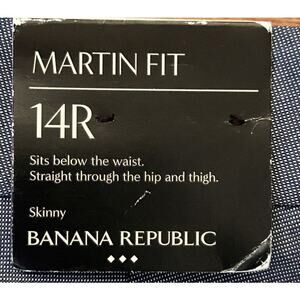 MARTIN FIT
14R
Sits below the waist.
Straight through the hip and thigh.
Skinny
BANANA REPUBLIC